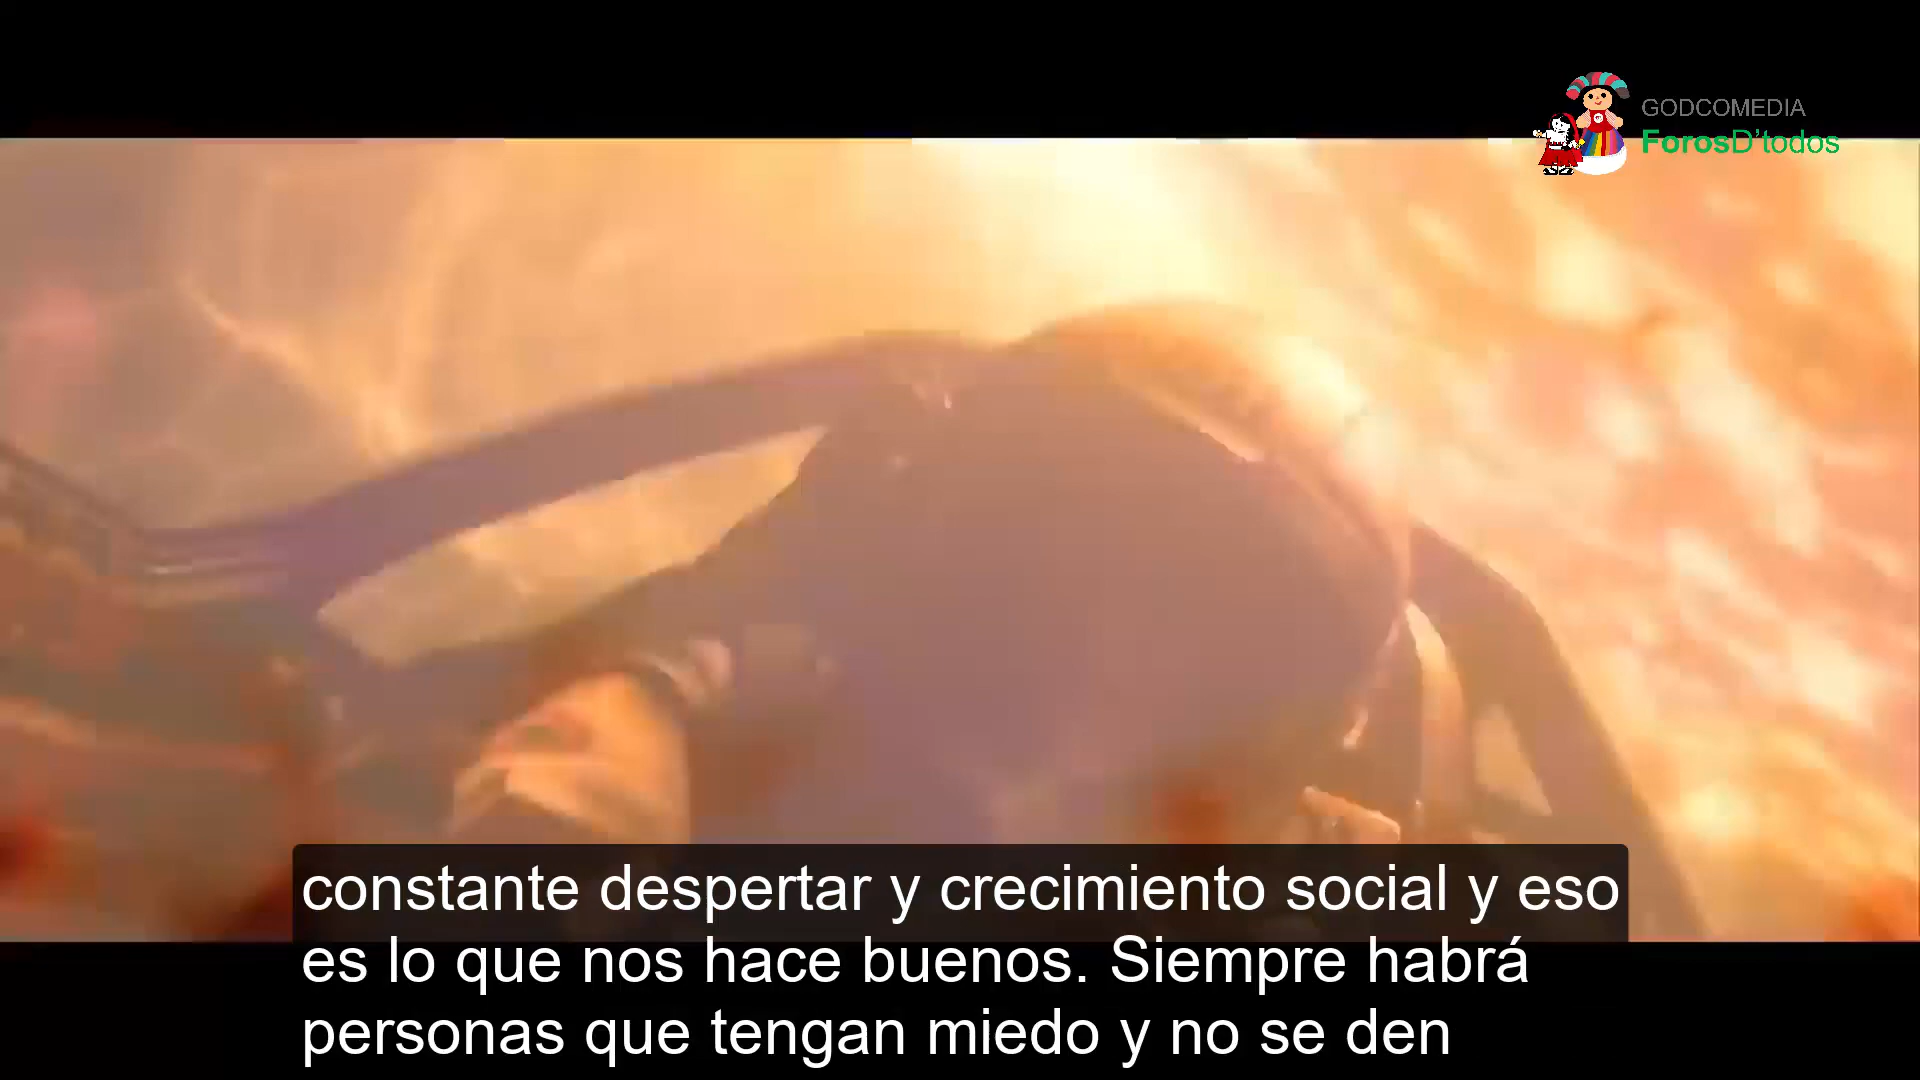 GODCOMEDIA
ForosD'todos
constante despertar y crecimiento social y eso
es lo que nos hace buenos. Siempre habrá
personas que tengan miedo y no se den